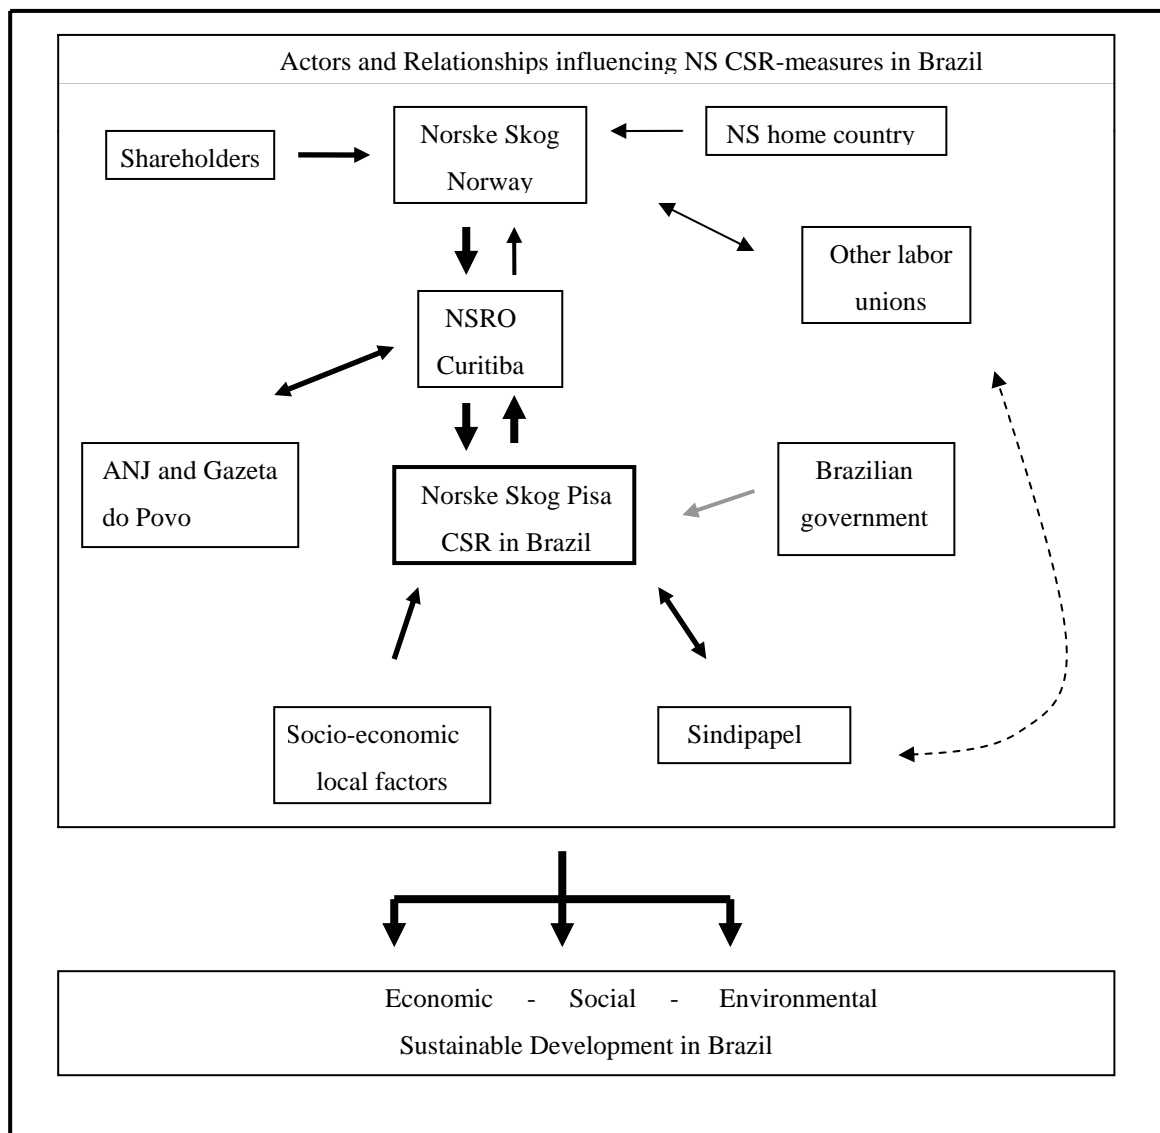 Actors and Relationships influencing NS CSR-measures in Brazil
Shareholders
Norske Skog
Norway
NS home country
Other labor
unions
NSRO
Curitiba
ANJ and Gazeta
do Povo
Norske Skog Pisa
CSR in Brazil
Brazilian
government
Socio-economic
local factors
Sindipapel
Economic - Social - Environmental
Sustainable Development in Brazil